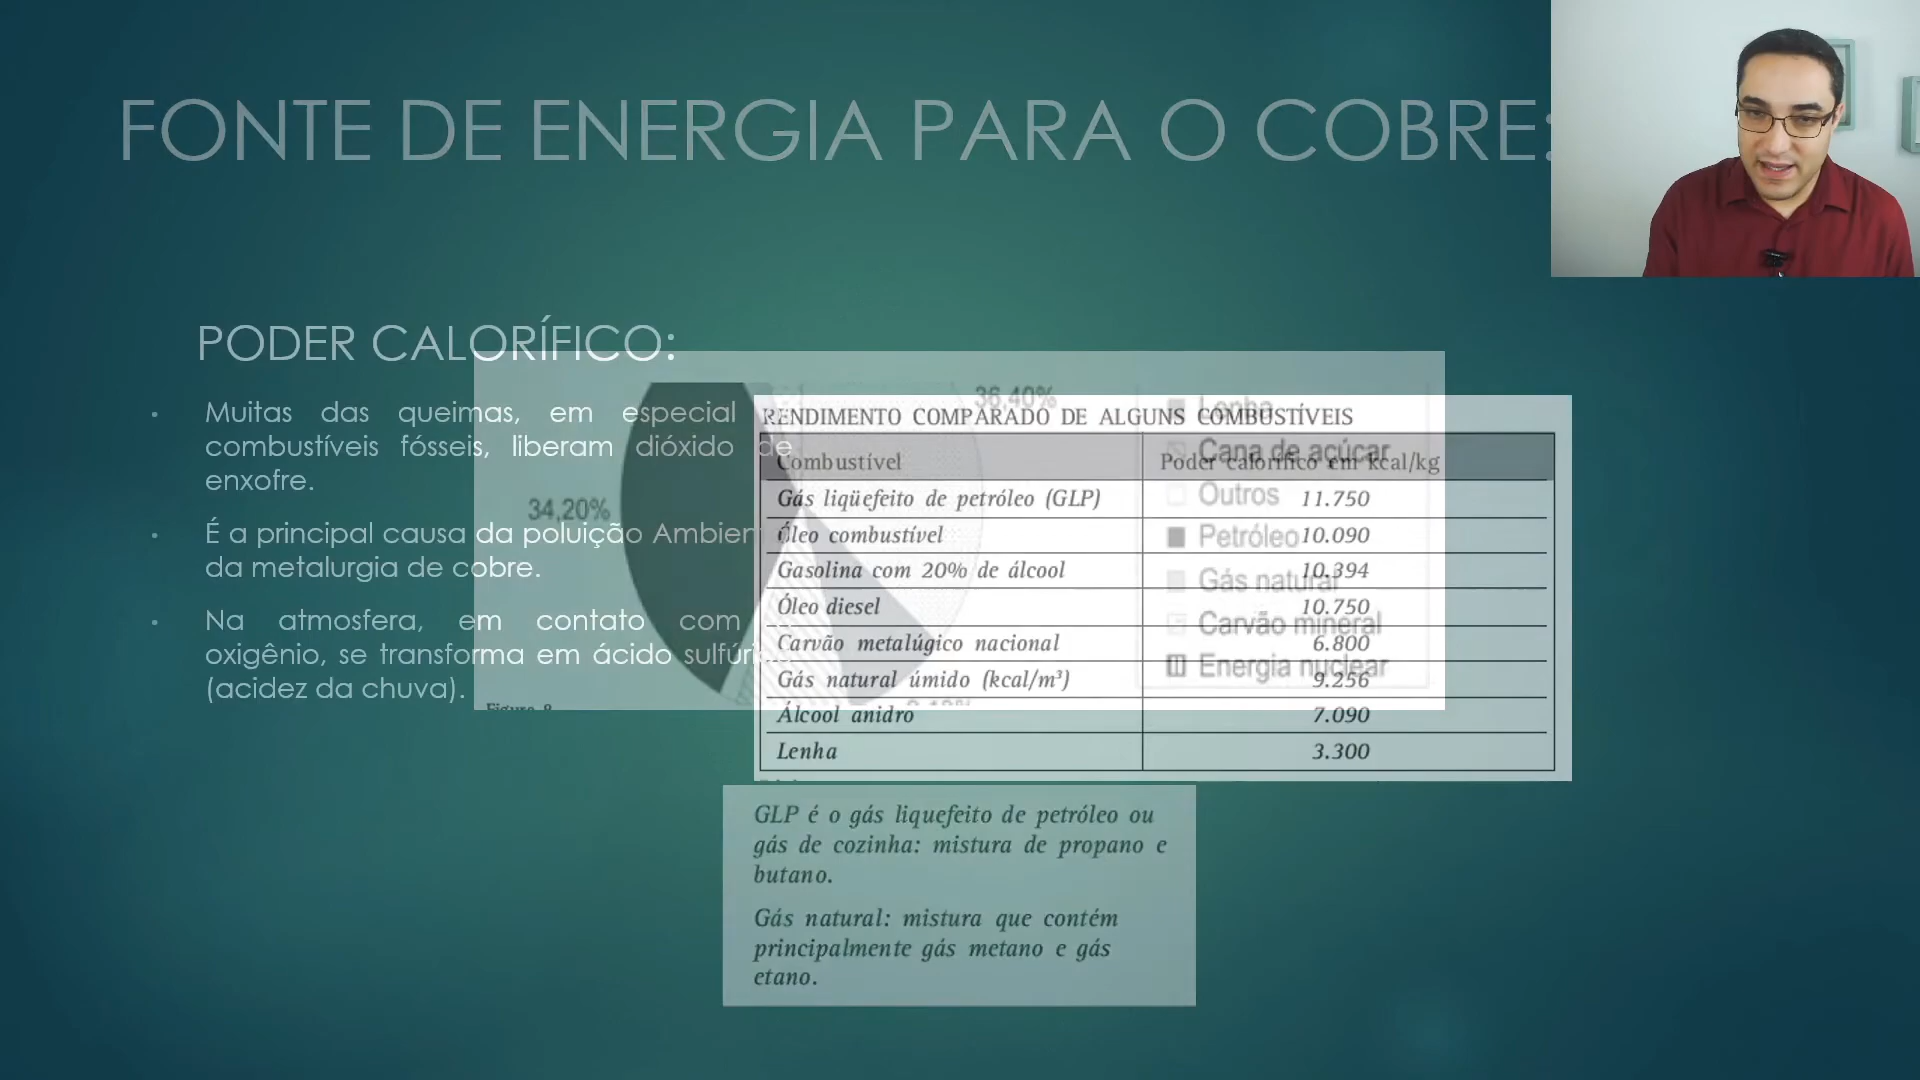 FONTE DE ENERGIA PARA O COBRE:
PODER CALORÍFICO:
Muitas das queimas, em especial
combustíveis fósseis, liberam dióxido de
enxofre.
É a principal causa da poluição
da metalurgia de cobre.
Na atmosfera, em contato com
oxigênio, se transforma em ácido
(acidez da chuva).
36,40%
34,20%
Lenha
Cana de açúcar
Outros
Petróleo
Gás natural
Carvão mineral
Energia nuclear
RENDIMENTO COMPARADO DE ALGUNS COMBUSTÍVEIS
Combustível Poder calorífico em kcal/kg
Gás liqüefeito de petróleo (GLP) 11.750
Óleo combustível 10.090
Gasolina com 20% de álcool 10.394
Óleo diesel 10.750
Carvão metalúgico nacional 6.800
Gás natural úmido (kcal/m³) 9.256
Álcool anidro 7.090
Lenha 3.300
GLP é o gás liquefeito de petróleo ou
gás de cozinha: mistura de propano e
butano.
Gás natural: mistura que contém
principalmente gás metano e gás
etano.